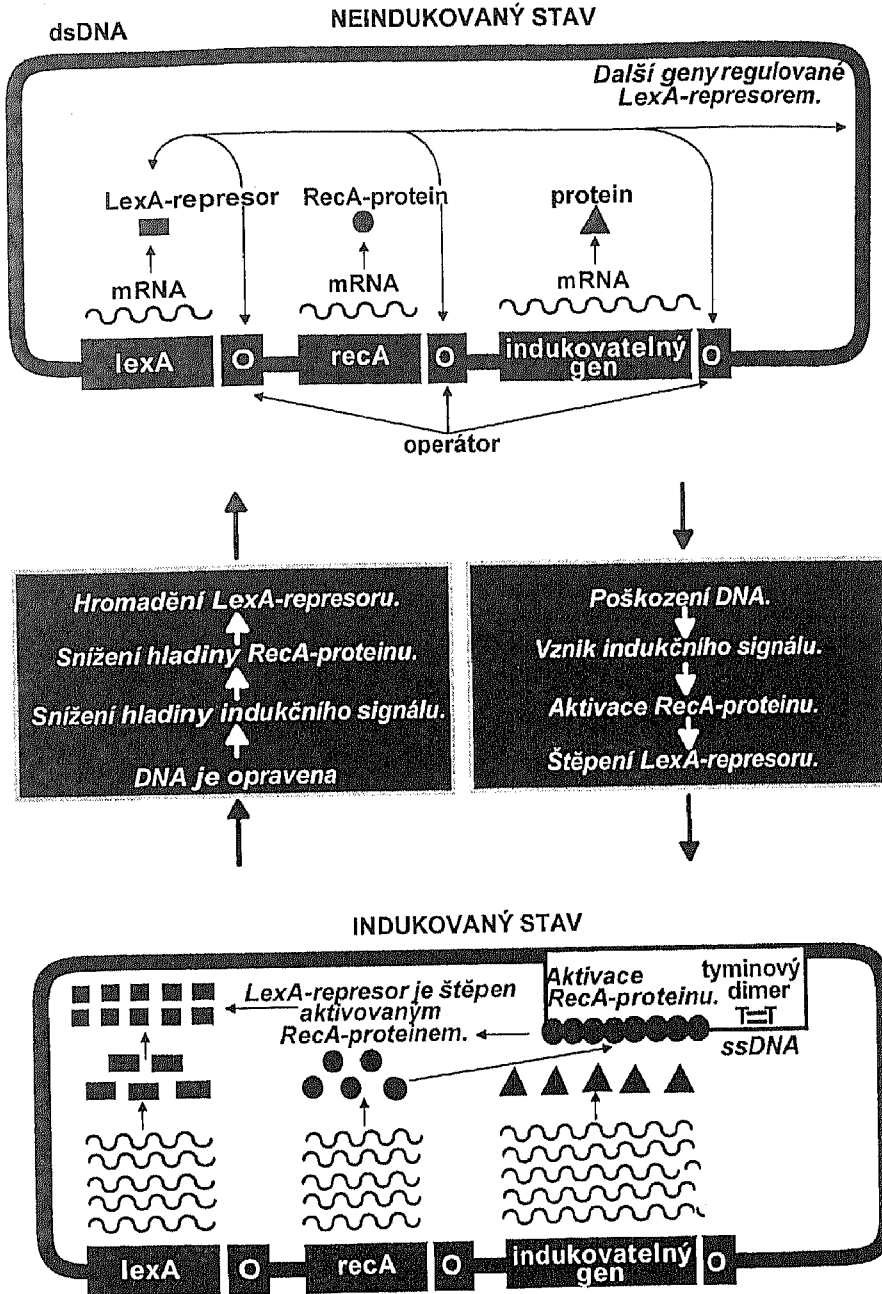 NEINDUKOVANÝ STAV
dsDNA
Další geny regulované
LexA-represorem.
LexA-represor
RecA-protein
protein
mRNA
mRNA
mRNA
lexA
O
recA
O
indukovatelný
gen
O
operátor
Hromadění LexA-represoru.
Snížení hladiny RecA-proteinu.
Snížení hladiny indukčního signálu.
DNA je opravena
Poškození DNA.
Vznik indukčního signálu.
Aktivace RecA-proteinu.
Štěpení LexA-represoru.
INDUKOVANÝ STAV
LexA-represor je štěpen
aktivovaným
RecA-proteinem.
Aktivace
RecA-proteinu.
tyminový
dimer
T=T
ssDNA
lexA
O
recA
O
indukovatelný
gen
O